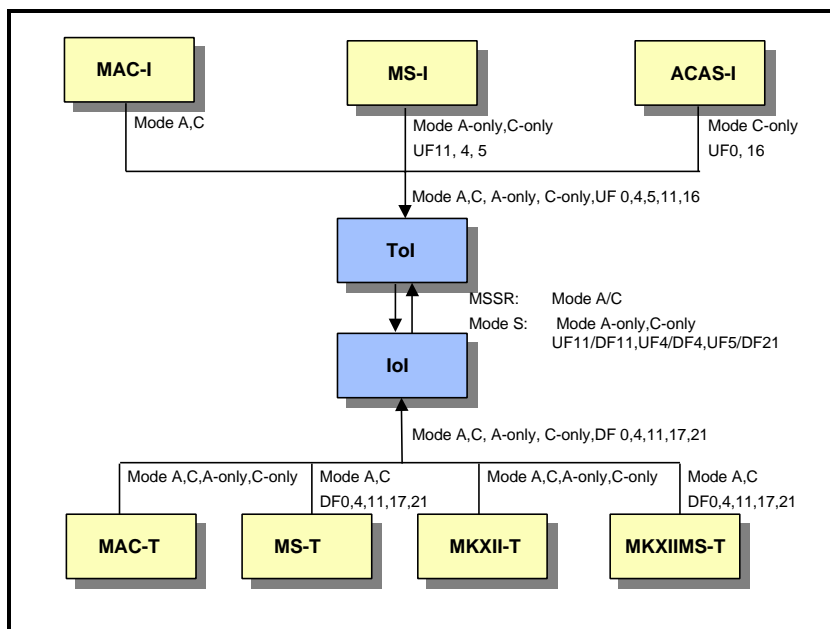 MAC-I
MS-I
ACAS-I
Mode A,C
Mode A-only,C-only
UF11, 4, 5
Mode C-only
UF0, 16
Mode A,C, A-only, C-only,UF 0,4,5,11,16
ToI
MSSR: Mode A/C
Mode S: Mode A-only,C-only
UF11/DF11,UF4/DF4,UF5/DF21
IoI
Mode A,C, A-only, C-only,DF 0,4,11,17,21
Mode A,C,A-only,C-only
Mode A,C
DF0,4,11,17,21
Mode A,C,A-only,C-only
Mode A,C
DF0,4,11,17,21
MAC-T
MS-T
MKXII-T
MKXIIMS-T